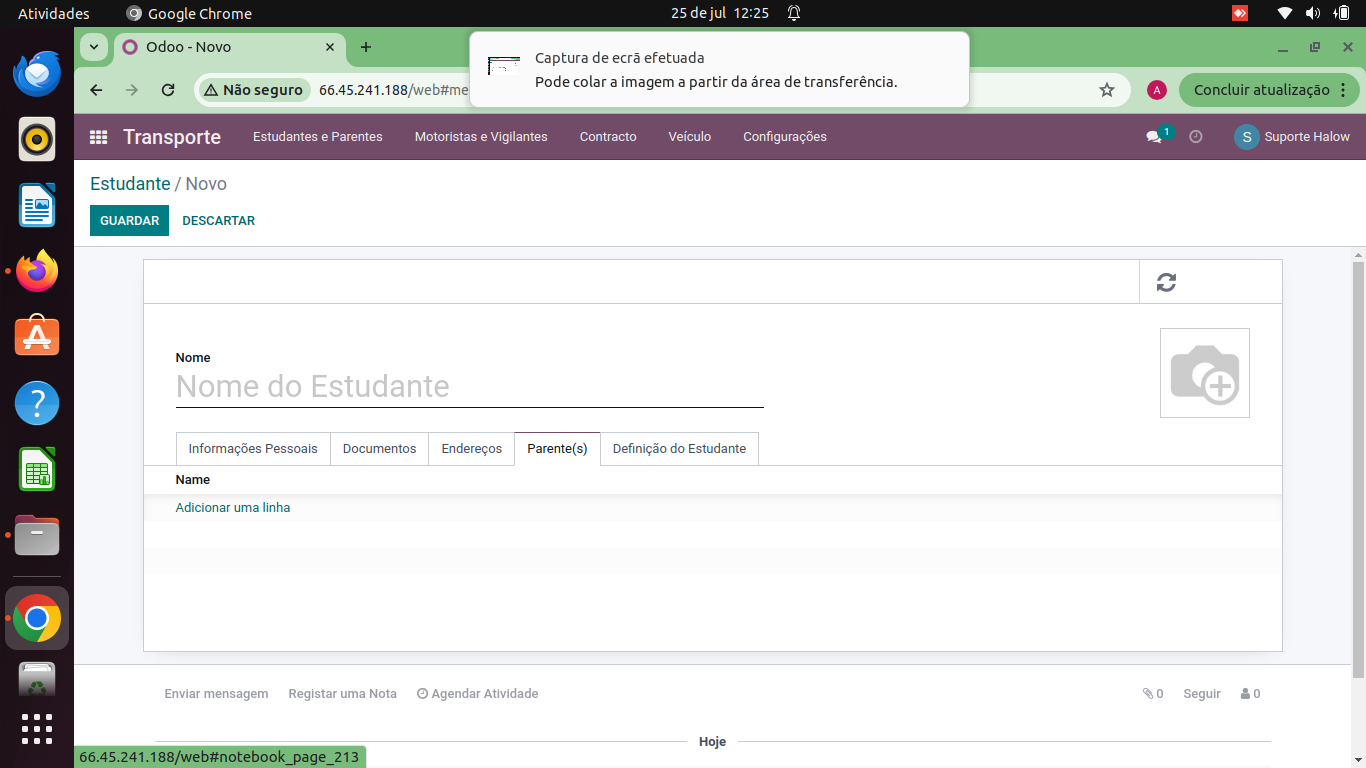 Atividades
Google Chrome
25 de jul 12:25
Odoo - Novo
Captura de ecrã efetuada
Pode colar a imagem a partir da área de transferência.
Não seguro
66.45.241.188/web#me
A
Concluir atualização
Transporte
Estudantes e Parentes
Motoristas e Vigilantes
Contracto
Veículo
Configurações
1
S
Suporte Halow
Estudante / Novo
GUARDAR
DESCARTAR
Nome
Nome do Estudante
Informações Pessoais
Documentos
Endereços
Parente(s)
Definição do Estudante
Name
Adicionar uma linha
Enviar mensagem
Registar uma Nota
Agendar Atividade
0
Seguir
0
Hoje
66.45.241.188/web#notebook_page_213